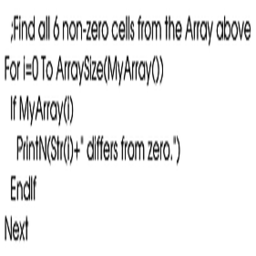 ;Find all 6 non-zero cells from the Array above
For i=0 To ArraySize(MyArray())
If MyArray(i)
PrintN(Str(i)+" differs from zero.")
EndIf
Next